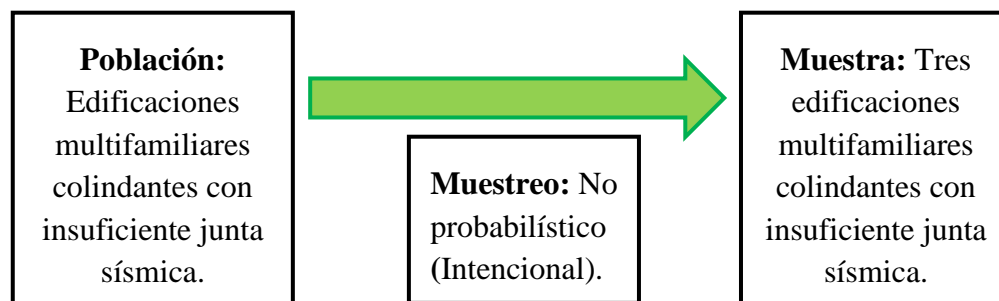 Población:
Edificaciones
multifamiliares
colindantes con
insuficiente junta
sísmica.
Muestreo: No
probabilístico
(Intencional).
Muestra: Tres
edificaciones
multifamiliares
colindantes con
insuficiente junta
sísmica.